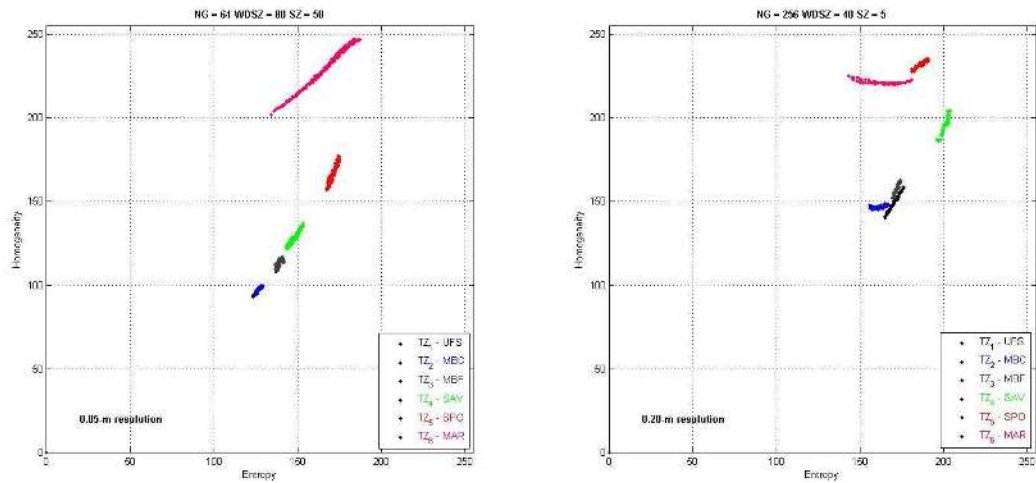 NG = 64 WDSZ = 80 SZ = 50
250
200
150
100
50
0
0 50 100 150 200 250
Homogeneity
Entropy
TZ1 - UFS
TZ2 - MBC
TZ3 - MBF
TZ4 - SAV
TZ5 - SPO
TZ6 - MAR
0.05-m resolution
NG = 256 WDSZ = 40 SZ = 5
250
200
150
100
50
0
0 50 100 150 200 250
Homogeneity
Entropy
TZ1 - UFS
TZ2 - MBC
TZ3 - MBF
TZ4 - SAV
TZ5 - SPO
TZ6 - MAR
0.20-m resolution